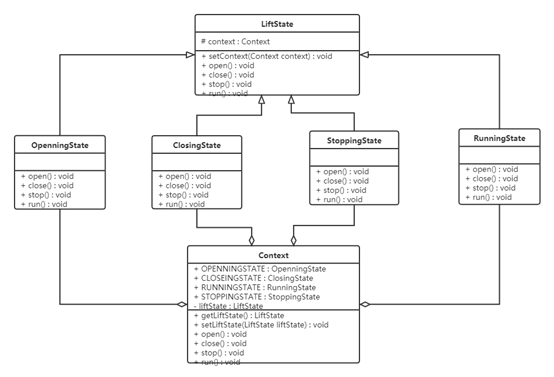 LiftState
# context : Context
+ setContext(Context context) : void
+ open() : void
+ close() : void
+ stop() : void
+ run() : void
OpenningState
+ open() : void
+ close() : void
+ stop() : void
+ run() : void
ClosingState
+ open() : void
+ close() : void
+ stop() : void
+ run() : void
StoppingState
+ open() : void
+ close() : void
+ stop() : void
+ run() : void
RunningState
+ open() : void
+ close() : void
+ stop() : void
+ run() : void
Context
+ OPENNINGSTATE : OpenningState
+ CLOSEINGSTATE : ClosingState
+ RUNNINGSTATE : RunningState
+ STOPPINGSTATE : StoppingState
- liftState : LiftState
+ getLiftState() : LiftState
+ setLiftState(LiftState liftState) : void
+ open() : void
+ close() : void
+ stop() : void
+ run() : void